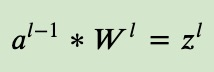 a^{l-1} * W^l = z^l